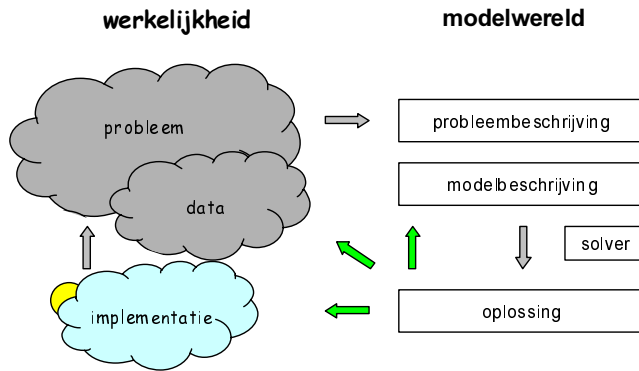 werkelijkheid
modelwereld
probleem
probleembeschrijving
modelbeschrijving
data
solver
implementatie
oplossing